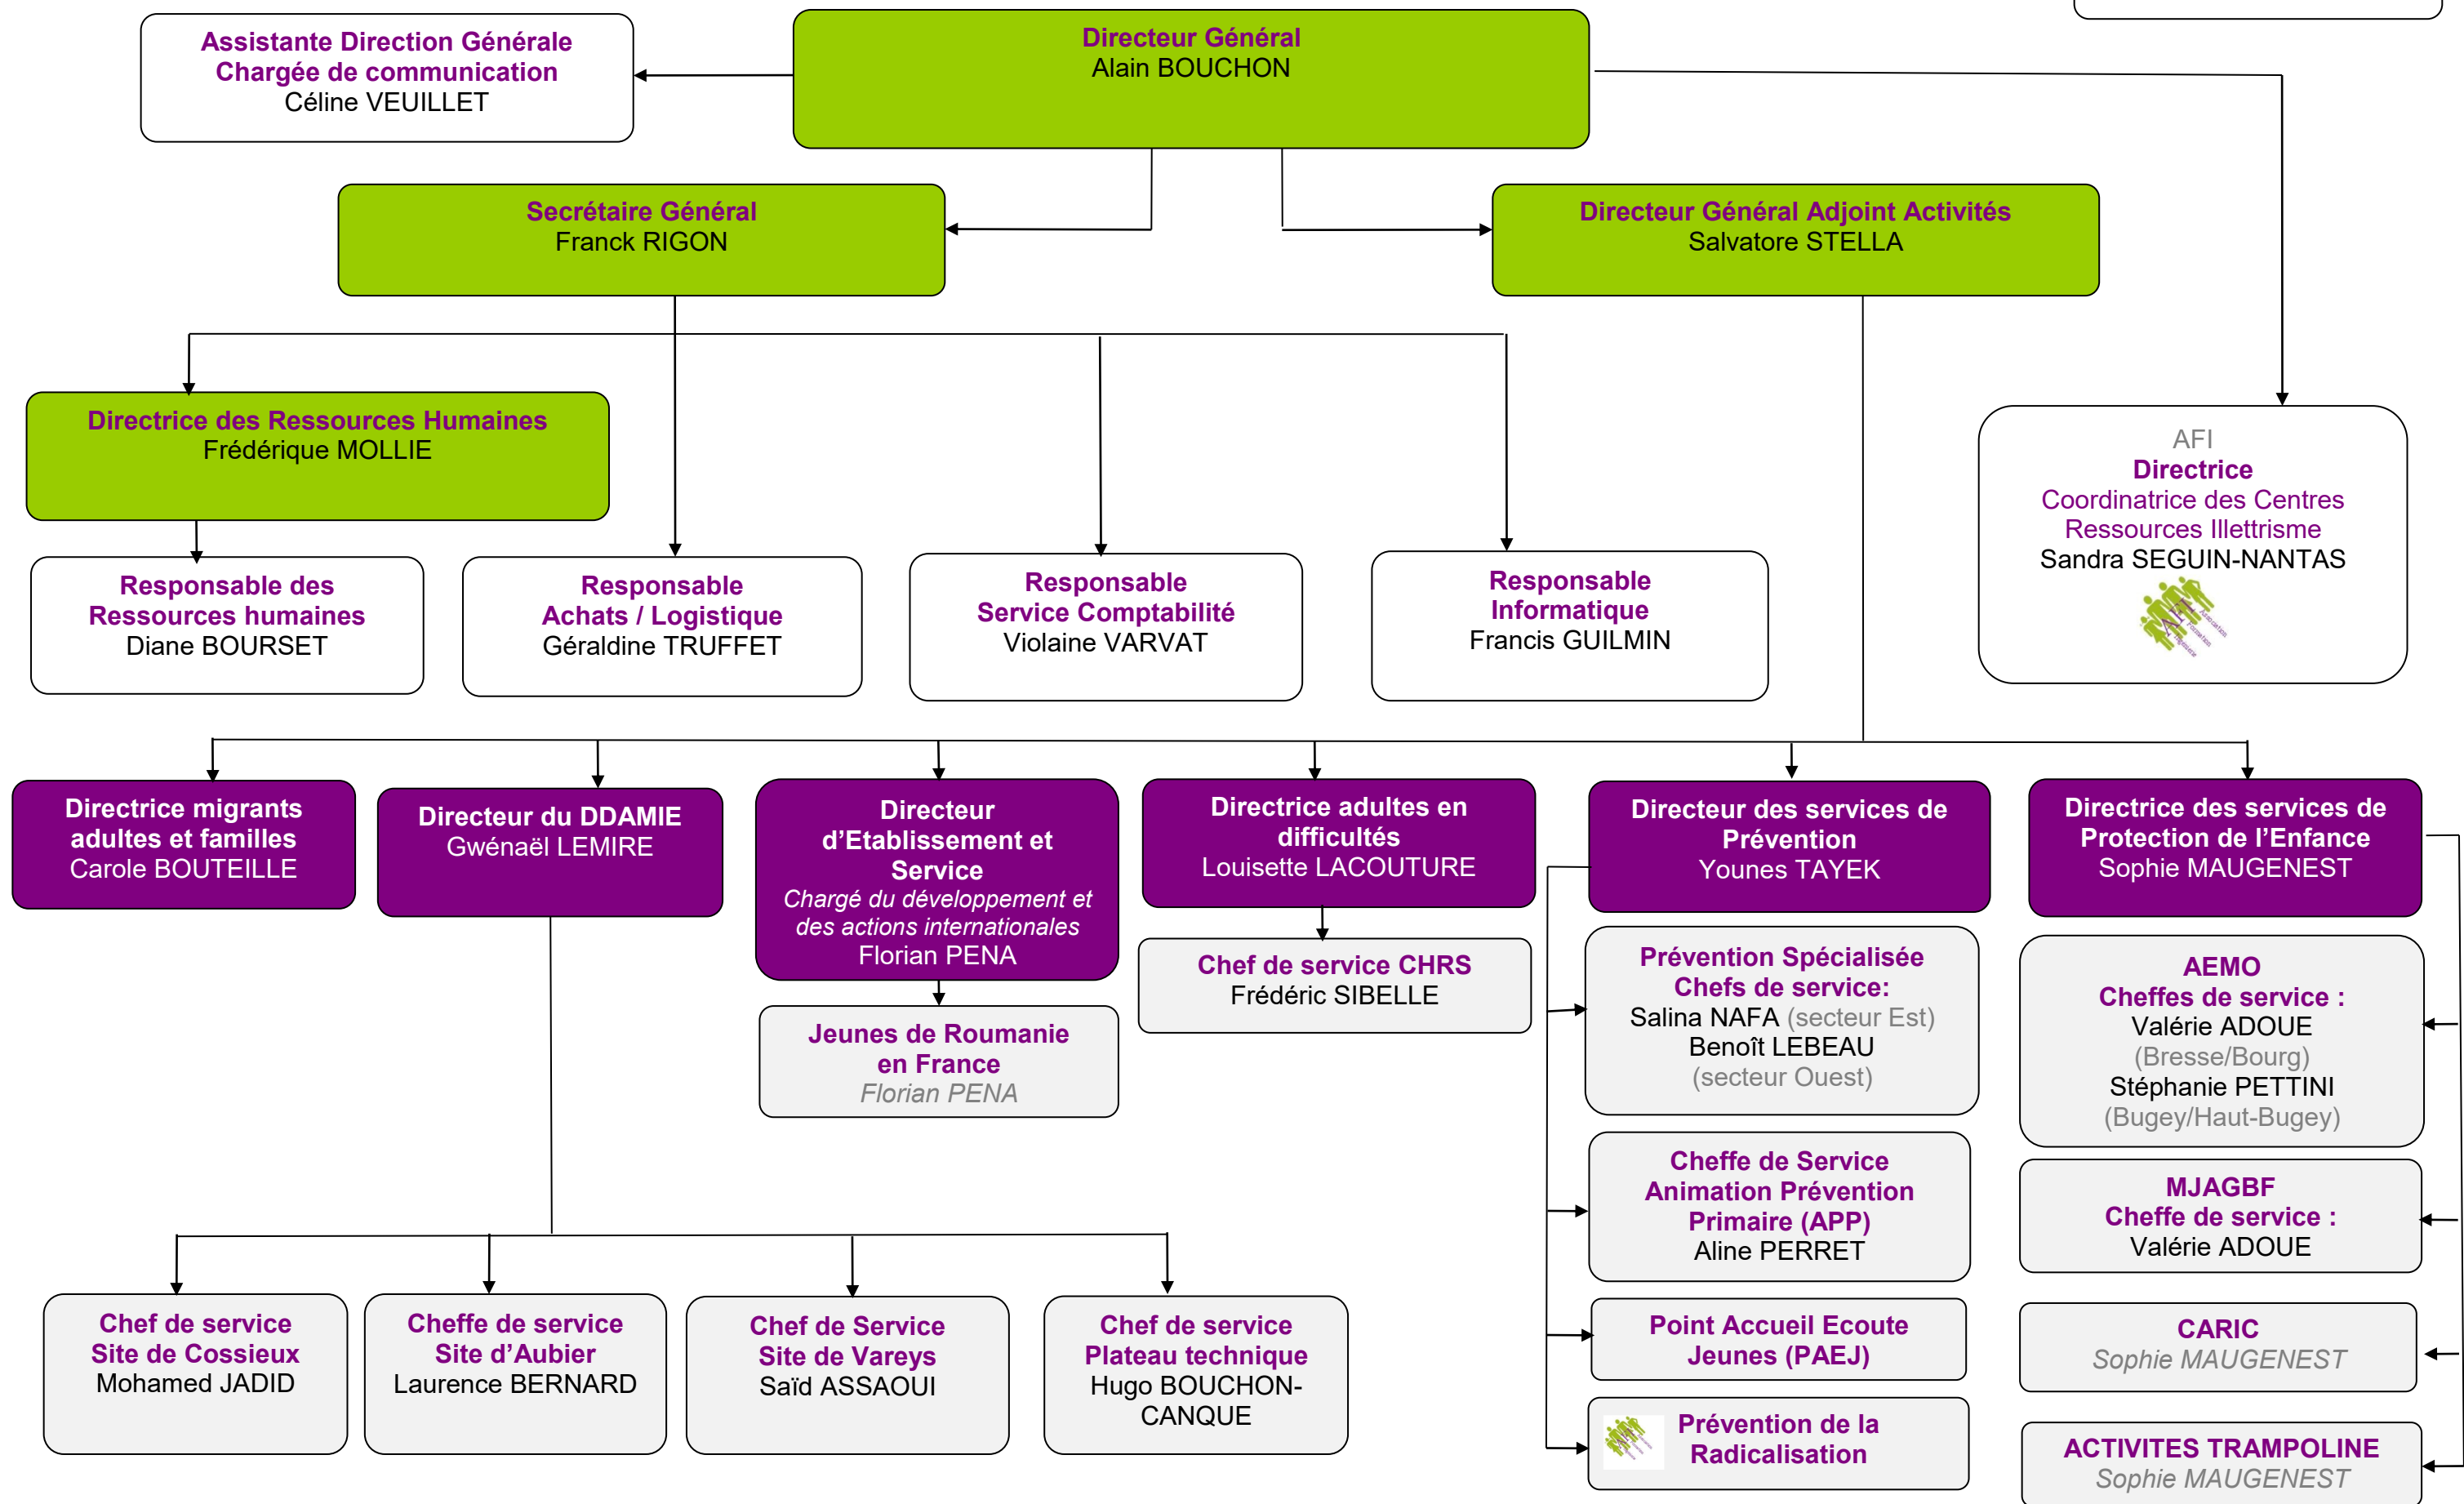 Assistante Direction Générale
Chargée de communication
Céline VEUILLET
Directeur Général
Alain BOUCHON
Secrétaire Général
Franck RIGON
Directeur Général Adjoint Activités
Salvatore STELLA
Directrice des Ressources Humaines
Frédérique MOLLIE
AFI
Directrice
Coordinatrice des Centres
Ressources Illettrisme
Sandra SEGUIN-NANTAS
AFI
Association
Formation
Ingénierie
Responsable des
Ressources humaines
Diane BOURSET
Responsable
Achats / Logistique
Géraldine TRUFFET
Responsable
Service Comptabilité
Violaine VARVAT
Responsable
Informatique
Francis GUILMIN
Directrice migrants
adultes et familles
Carole BOUTEILLE
Directeur du DDAMIE
Gwénaël LEMIRE
Directeur
d’Etablissement et
Service
Chargé du développement et
des actions internationales
Florian PENA
Directrice adultes en
difficultés
Louisette LACOUTURE
Directeur des services de
Prévention
Younes TAYEK
Directrice des services de
Protection de l’Enfance
Sophie MAUGENEST
Jeunes de Roumanie
en France
Florian PENA
Chef de service CHRS
Frédéric SIBELLE
Prévention Spécialisée
Chefs de service:
Salina NAFA (secteur Est)
Benoît LEBEAU
(secteur Ouest)
AEMO
Cheffes de service :
Valérie ADOUE
(Bresse/Bourg)
Stéphanie PETTINI
(Bugey/Haut-Bugey)
Cheffe de Service
Animation Prévention
Primaire (APP)
Aline PERRET
MJAGBF
Cheffe de service :
Valérie ADOUE
Chef de service
Site de Cossieux
Mohamed JADID
Cheffe de service
Site d’Aubier
Laurence BERNARD
Chef de Service
Site de Vareys
Saïd ASSAOUI
Chef de service
Plateau technique
Hugo BOUCHON-
CANQUE
Point Accueil Ecoute
Jeunes (PAEJ)
CARIC
Sophie MAUGENEST
Prévention de la
Radicalisation
ACTIVITES TRAMPOLINE
Sophie MAUGENEST